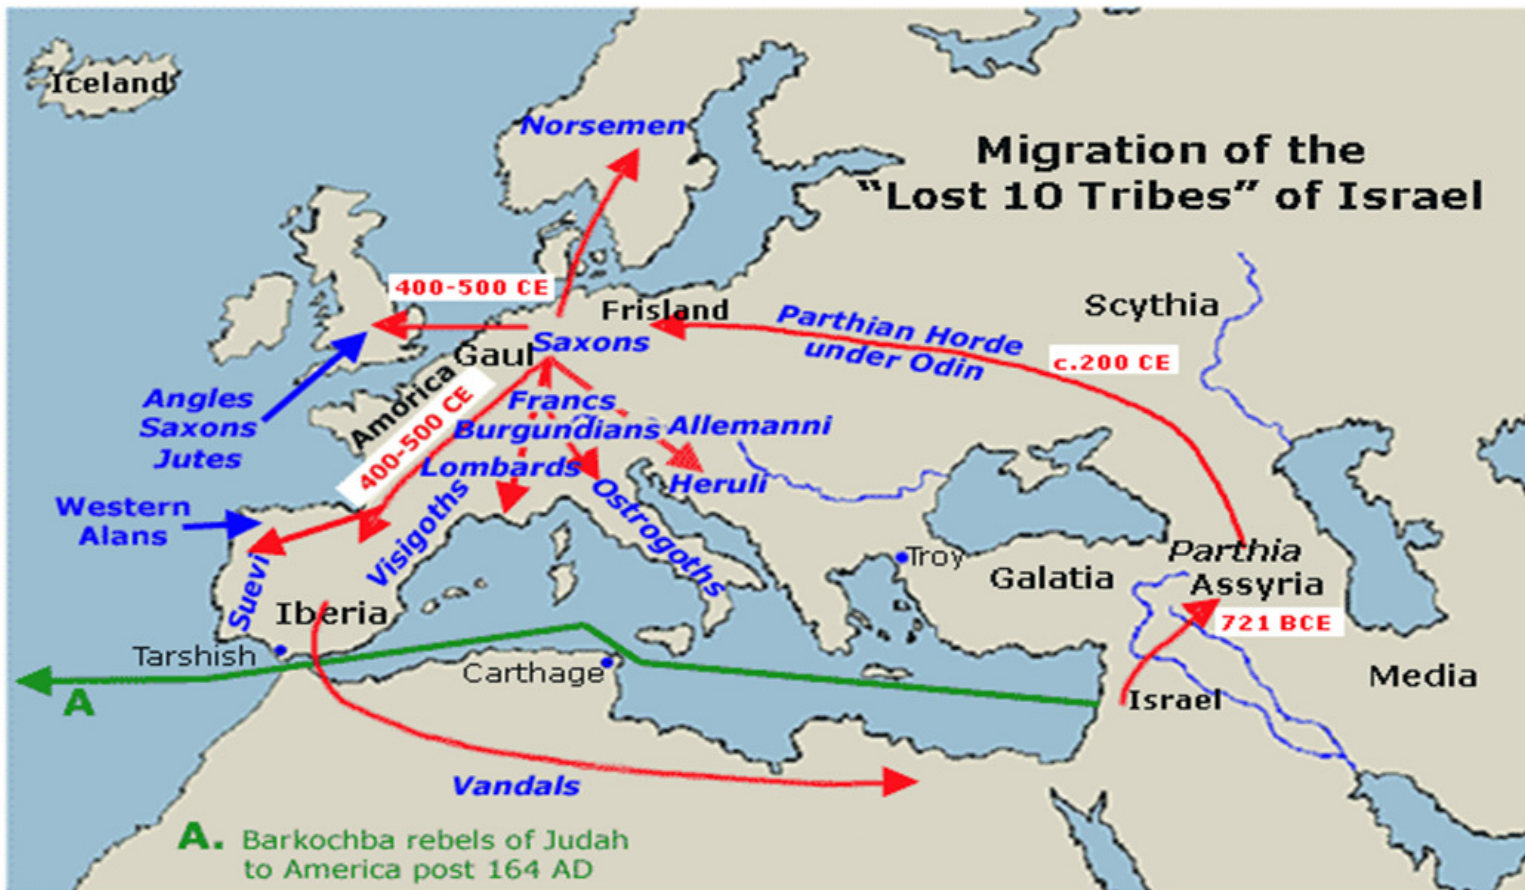 Iceland
Norsemen
Migration of the
“Lost 10 Tribes” of Israel
400-500 CE
Frisland
Scythia
Parthian Horde
under Odin
c.200 CE
Saxons
Gaul
Amorica
400-500 CE
Angles
Saxons
Jutes
Francs
Burgundians
Allemanni
Lombards
Heruli
Visigoths
Ostrogoths
Western
Alans
Suevi
Iberia
Troy
Galatia
Parthia
Assyria
721 BCE
Tarshish
Carthage
Media
Israel
A
Vandals
A. Barkochba rebels of Judah
to America post 164 AD